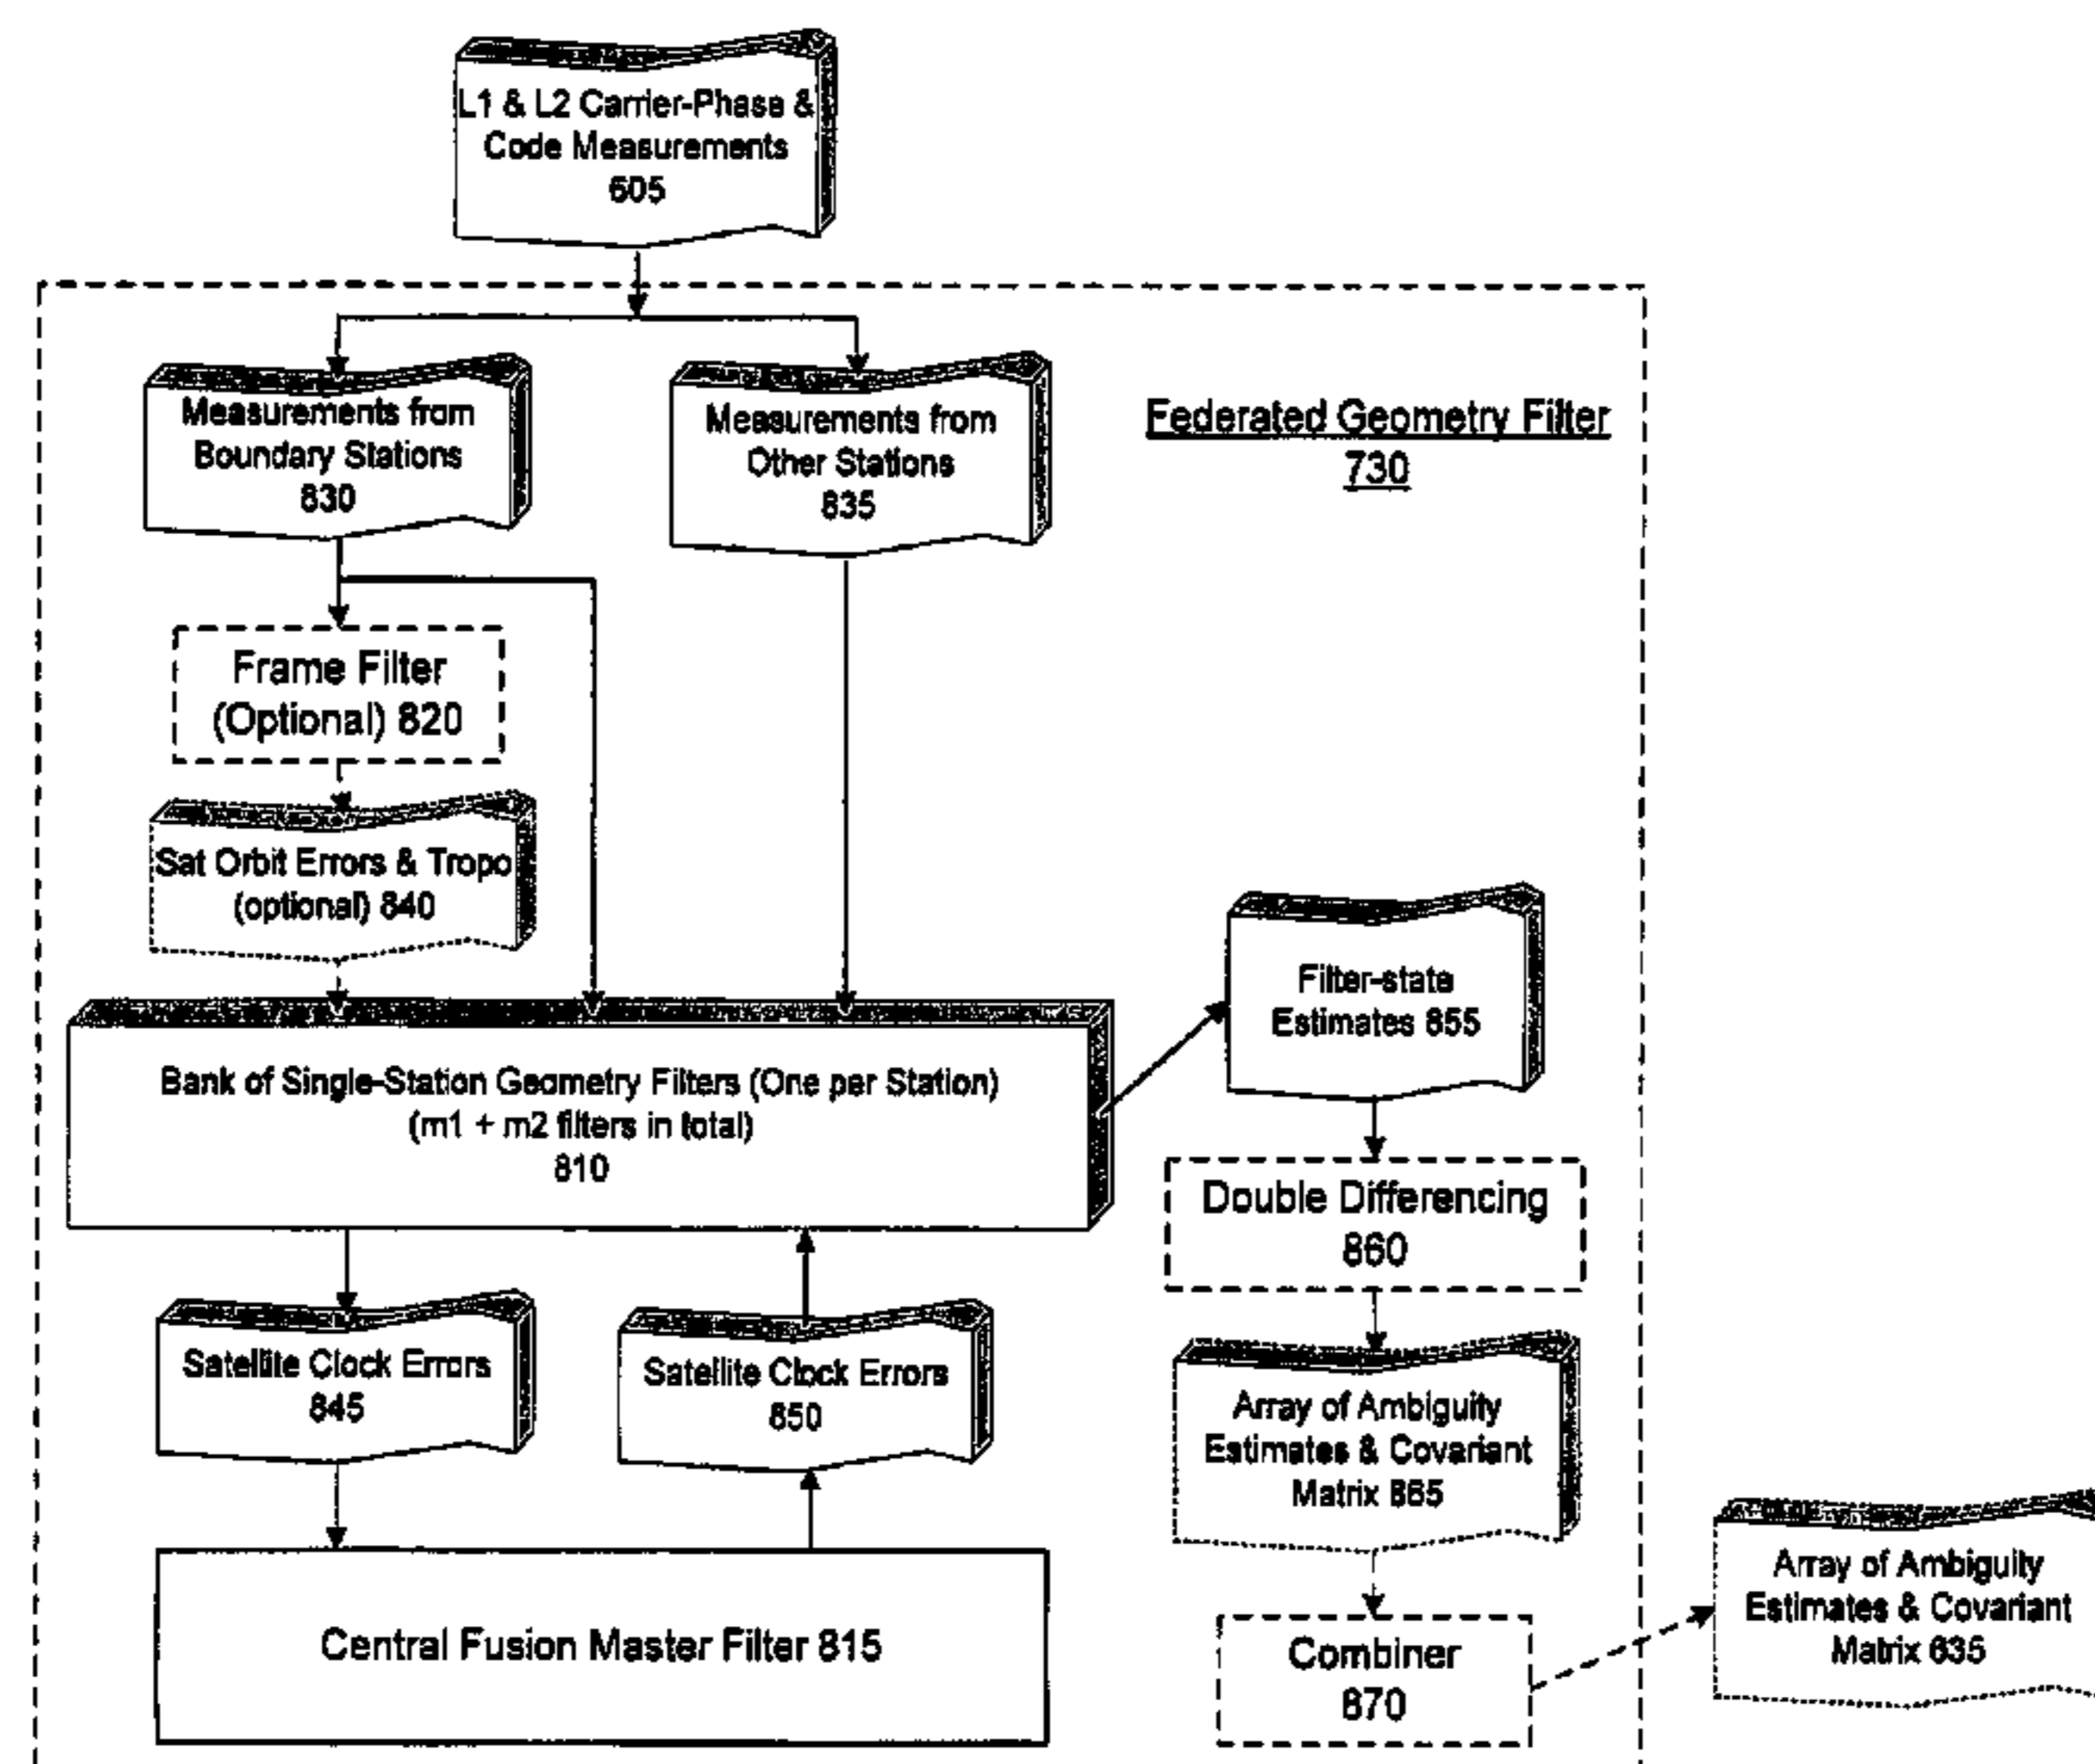 L1 & L2 Carrier-Phase &
Code Measurements
605
Measurements from
Boundary Stations
830
Measurements from
Other Stations
835
Federated Geometry Filter
730
Frame Filter
(Optional) 820
Sat Orbit Errors & Tropo
(optional) 840
Filter-state
Estimates 855
Bank of Single-Station Geometry Filters (One per Station)
(m1 + m2 filters in total)
810
Double Differencing
860
Satellite Clock Errors
845
Satellite Clock Errors
850
Array of Ambiguity
Estimates & Covariant
Matrix 865
Central Fusion Master Filter 815
Combiner
870
Array of Ambiguity
Estimates & Covariant
Matrix 635